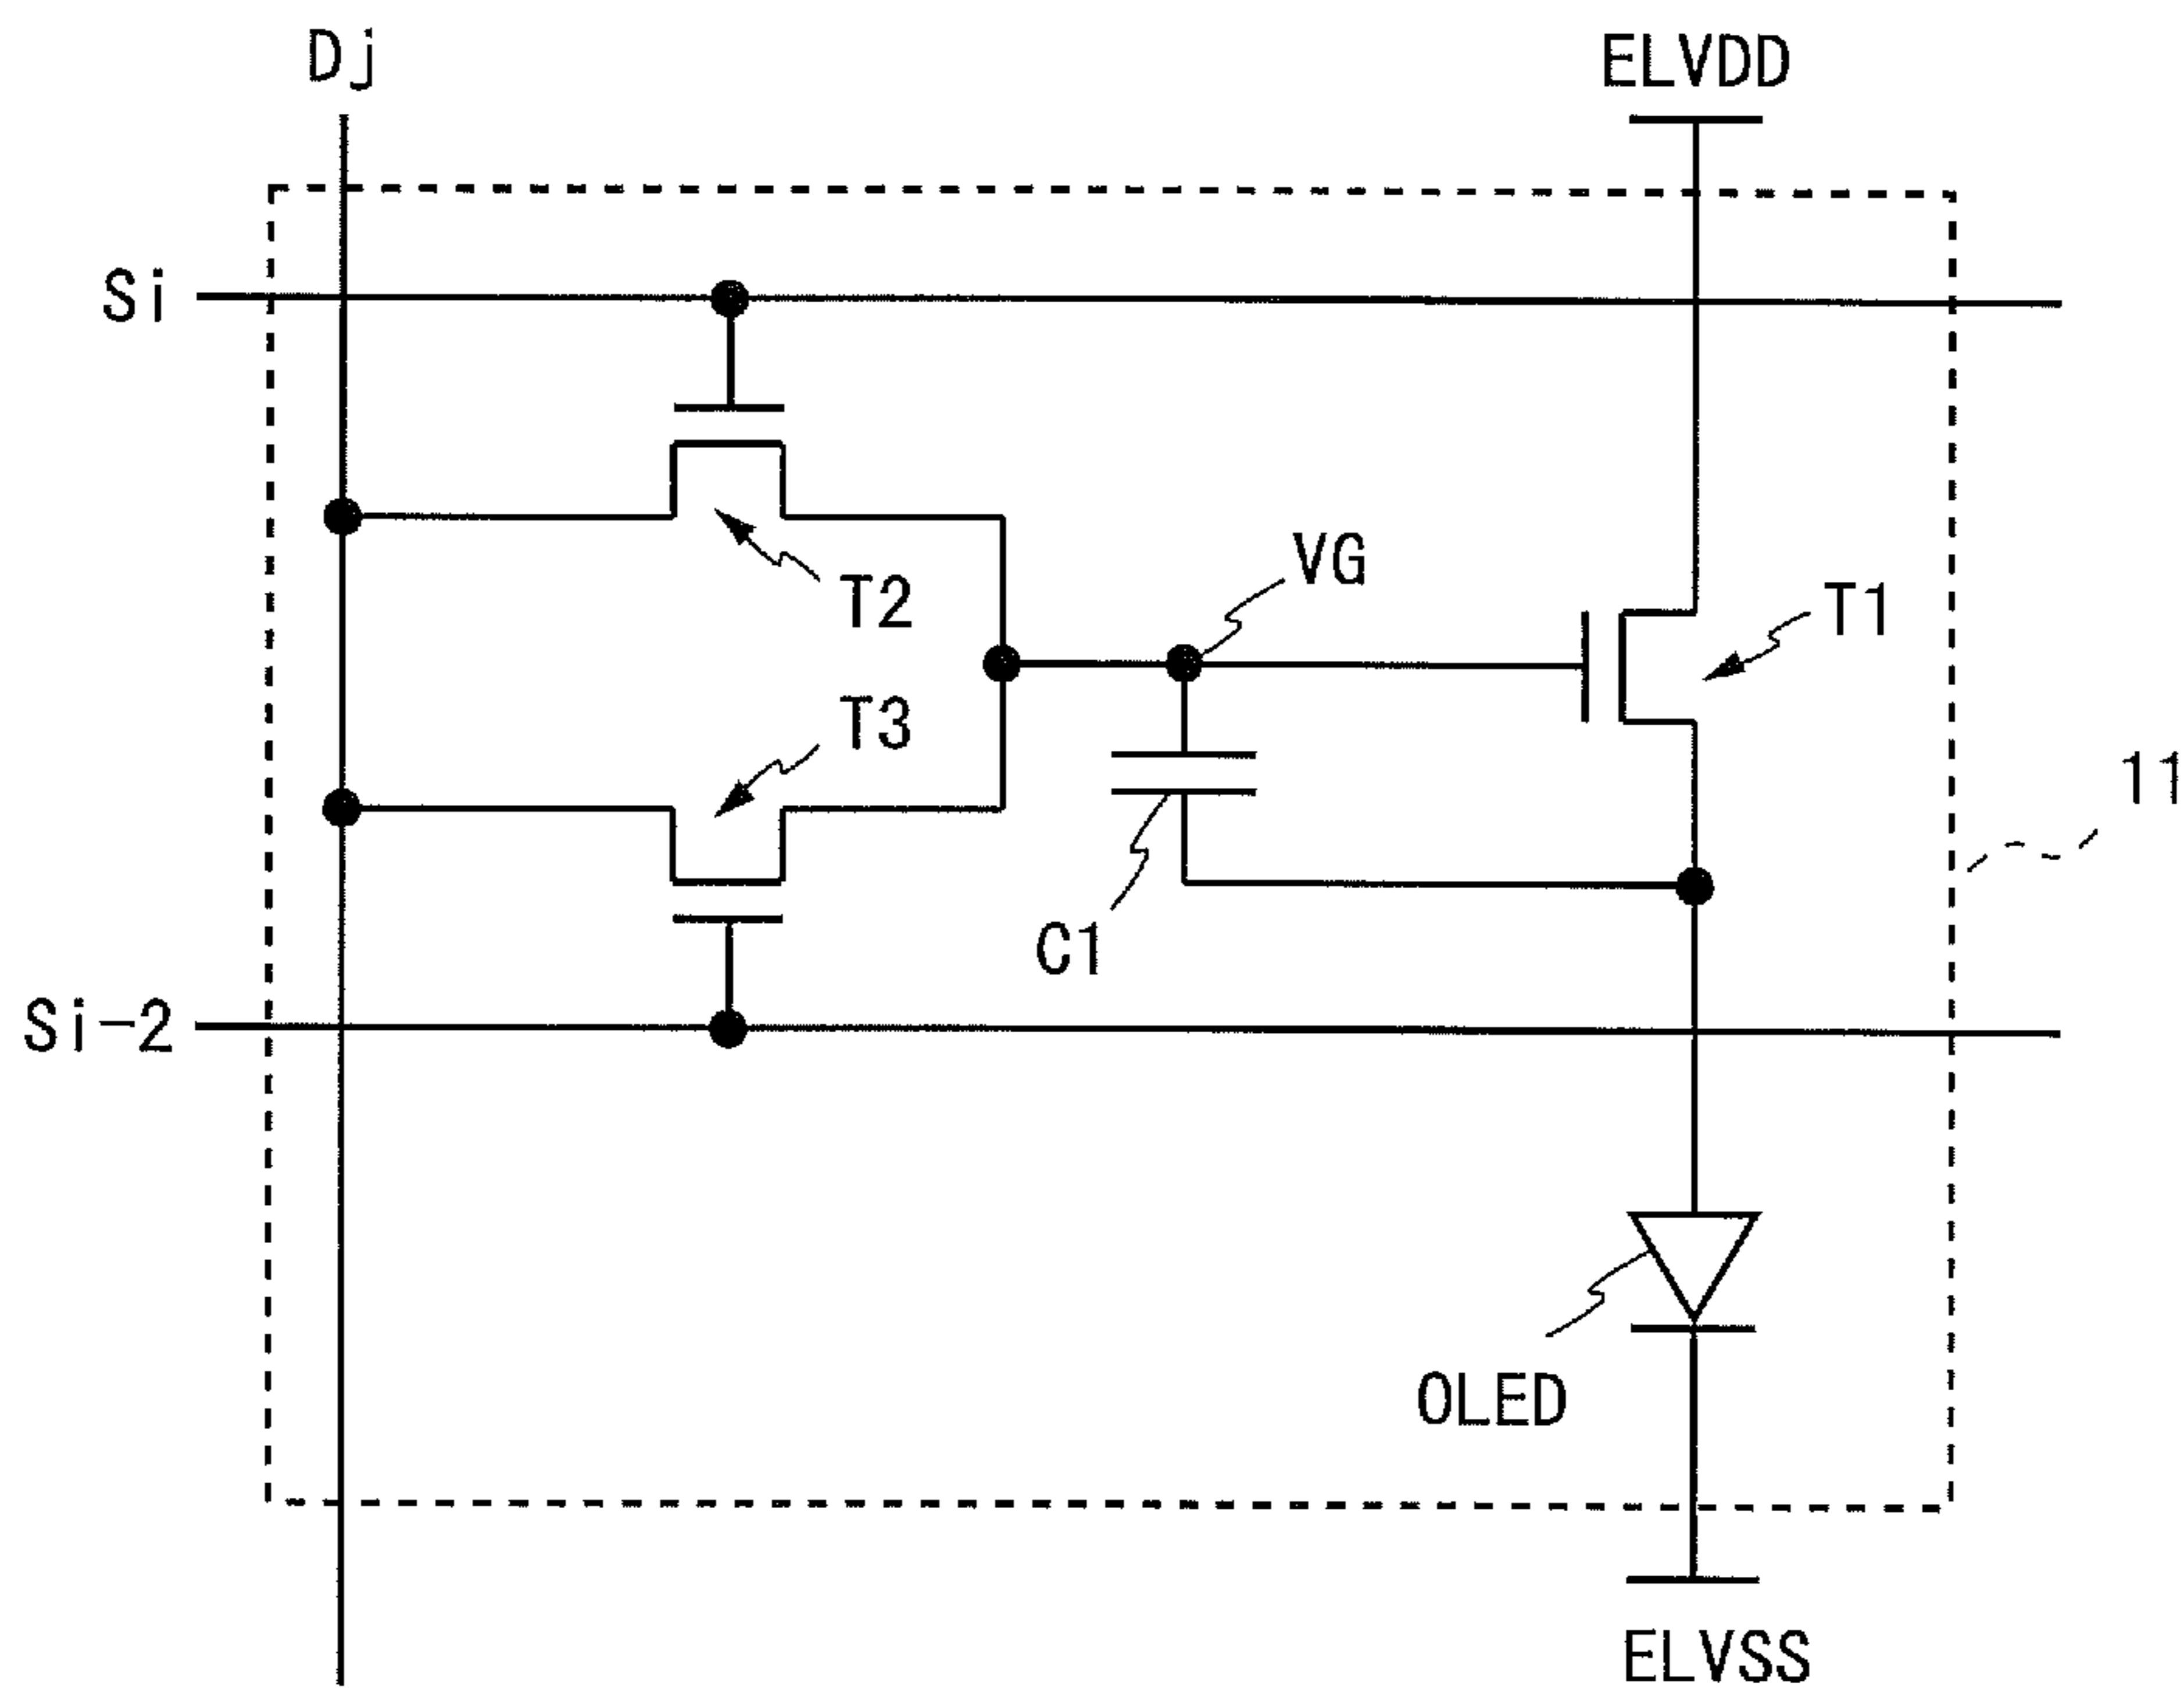 Dj
ELVDD
Si
VG
T2
T1
T3
11
C1
Si-2
OLED
ELVSS